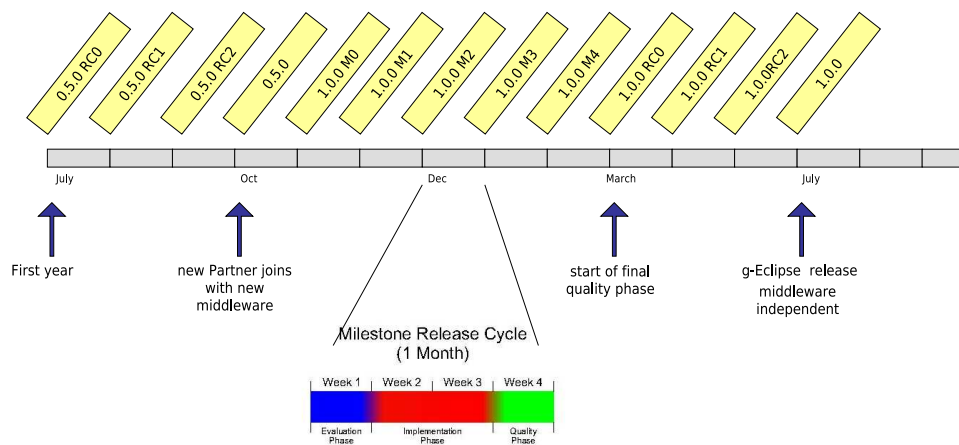 0.5.0 RC0
0.5.0 RC1
0.5.0 RC2
0.5.0
1.0.0 M0
1.0.0 M1
1.0.0 M2
1.0.0 M3
1.0.0 M4
1.0.0 RC0
1.0.0 RC1
1.0.0RC2
1.0.0
July
Oct
Dec
March
July
First year
new Partner joins
with new
middleware
start of final
quality phase
g-Eclipse release
middleware
independent
Milestone Release Cycle
(1 Month)
Week 1
Week 2
Week 3
Week 4
Evaluation
Phase
Implementation
Phase
Quality
Phase